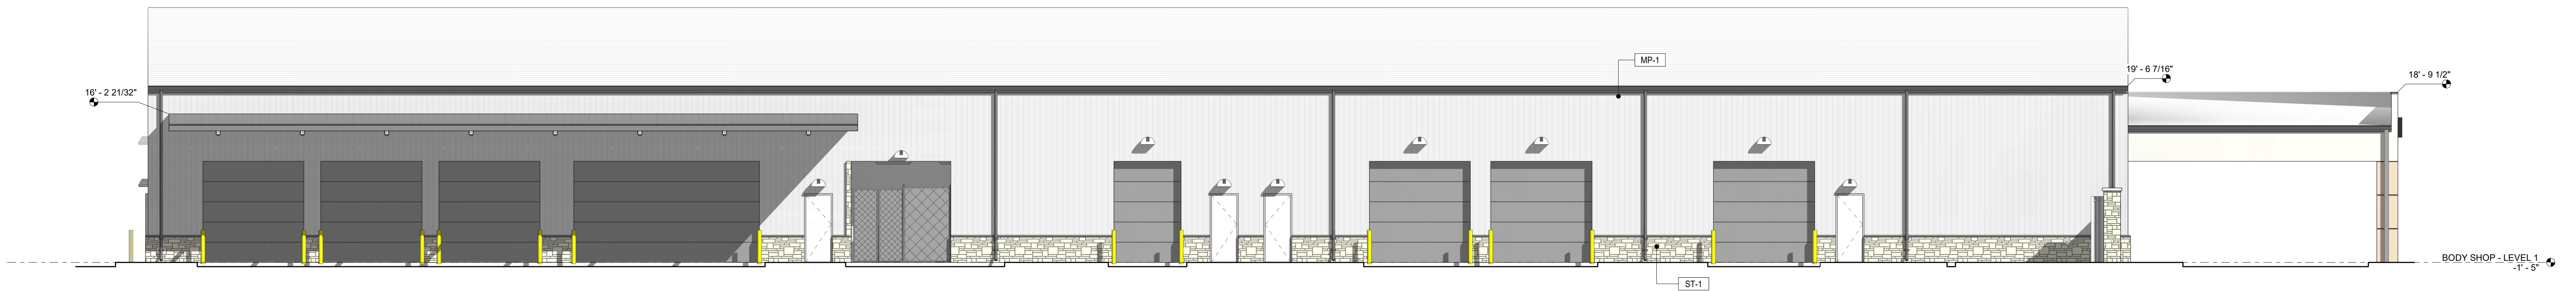 MP-1
19' - 6 7/16"
18' - 9 1/2"
16' - 2 21/32"
BODY SHOP - LEVEL 1
-1' - 5"
ST-1